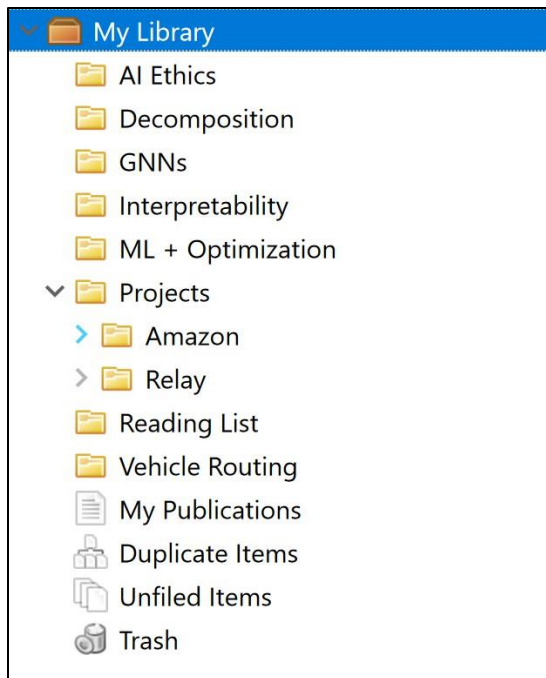 My Library
AI Ethics
Decomposition
GNNs
Interpretability
ML + Optimization
Projects
Amazon
Relay
Reading List
Vehicle Routing
My Publications
Duplicate Items
Unfiled Items
Trash